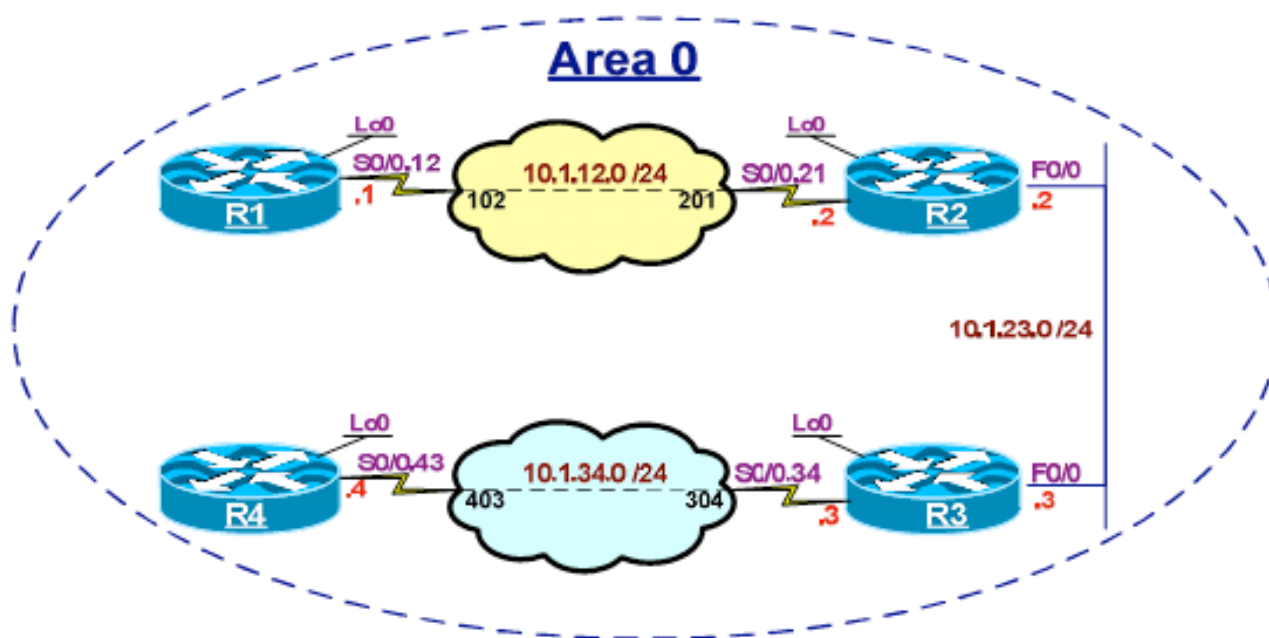 Area 0
Lo0
S0/0.12
.1
R1
102
10.1.12.0 /24
201
S0/0.21
.2
Lo0
R2
F0/0
.2
10.1.23.0 /24
Lo0
S0/0.43
.4
R4
403
10.1.34.0 /24
304
S0/0.34
.3
Lo0
R3
F0/0
.3